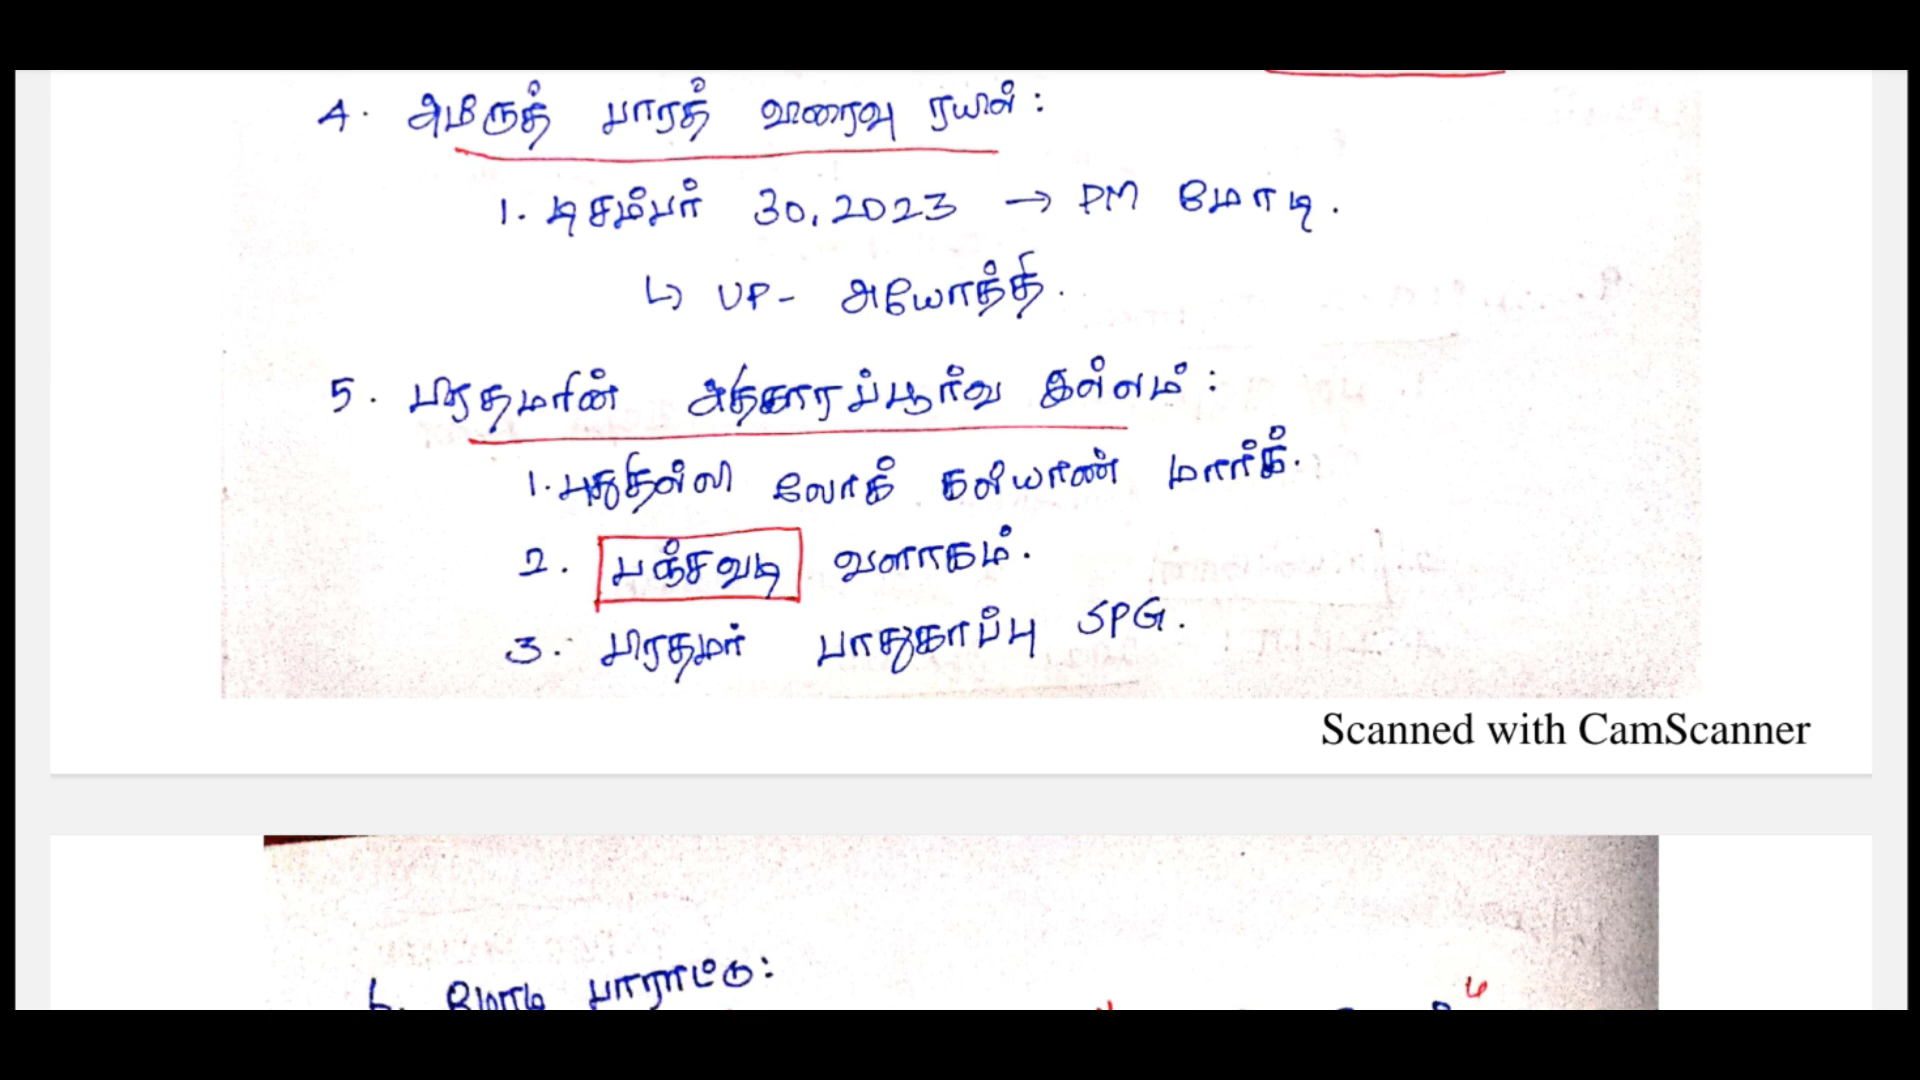 4. அமிருத் பாரத் விரைவு ரயில் :
1. டிசம்பர் 30, 2023 → PM மோடி.
↳ UP - அயோத்தி.
5. பிரதமரின் அதிகாரப்பூர்வ இல்லம் :
1. புதுதில்லி லோக் கல்யாண் மார்க்.
2. பஞ்சவடி வளாகம்.
3. பிரதமர் பாதுகாப்பு SPG.
Scanned with CamScanner
6. மோடி பாராட்டு: